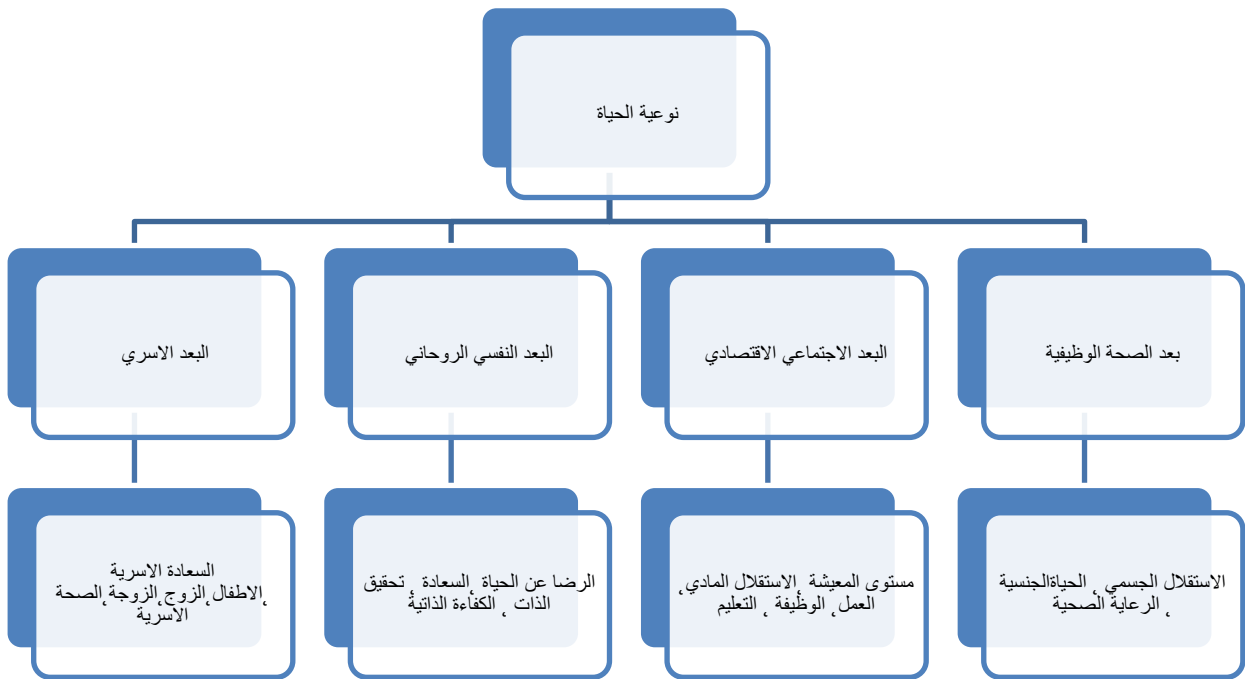 نوعية الحياة
بعد الصحة الوظيفية
البعد الاجتماعي الاقتصادي
البعد النفسي الروحاني
البعد الاسري
الاستقلال الجسمي ، الحياةالجنسية
، الرعاية الصحية
مستوى المعيشة ،الاستقلال المادي،
العمل، الوظيفة ، التعليم
الرضا عن الحياة ،السعادة ، تحقيق
الذات ، الكفاءة الذاتية
السعادة الاسرية
،الاطفال،الزوج،الزوجة،الصحة
الاسرية